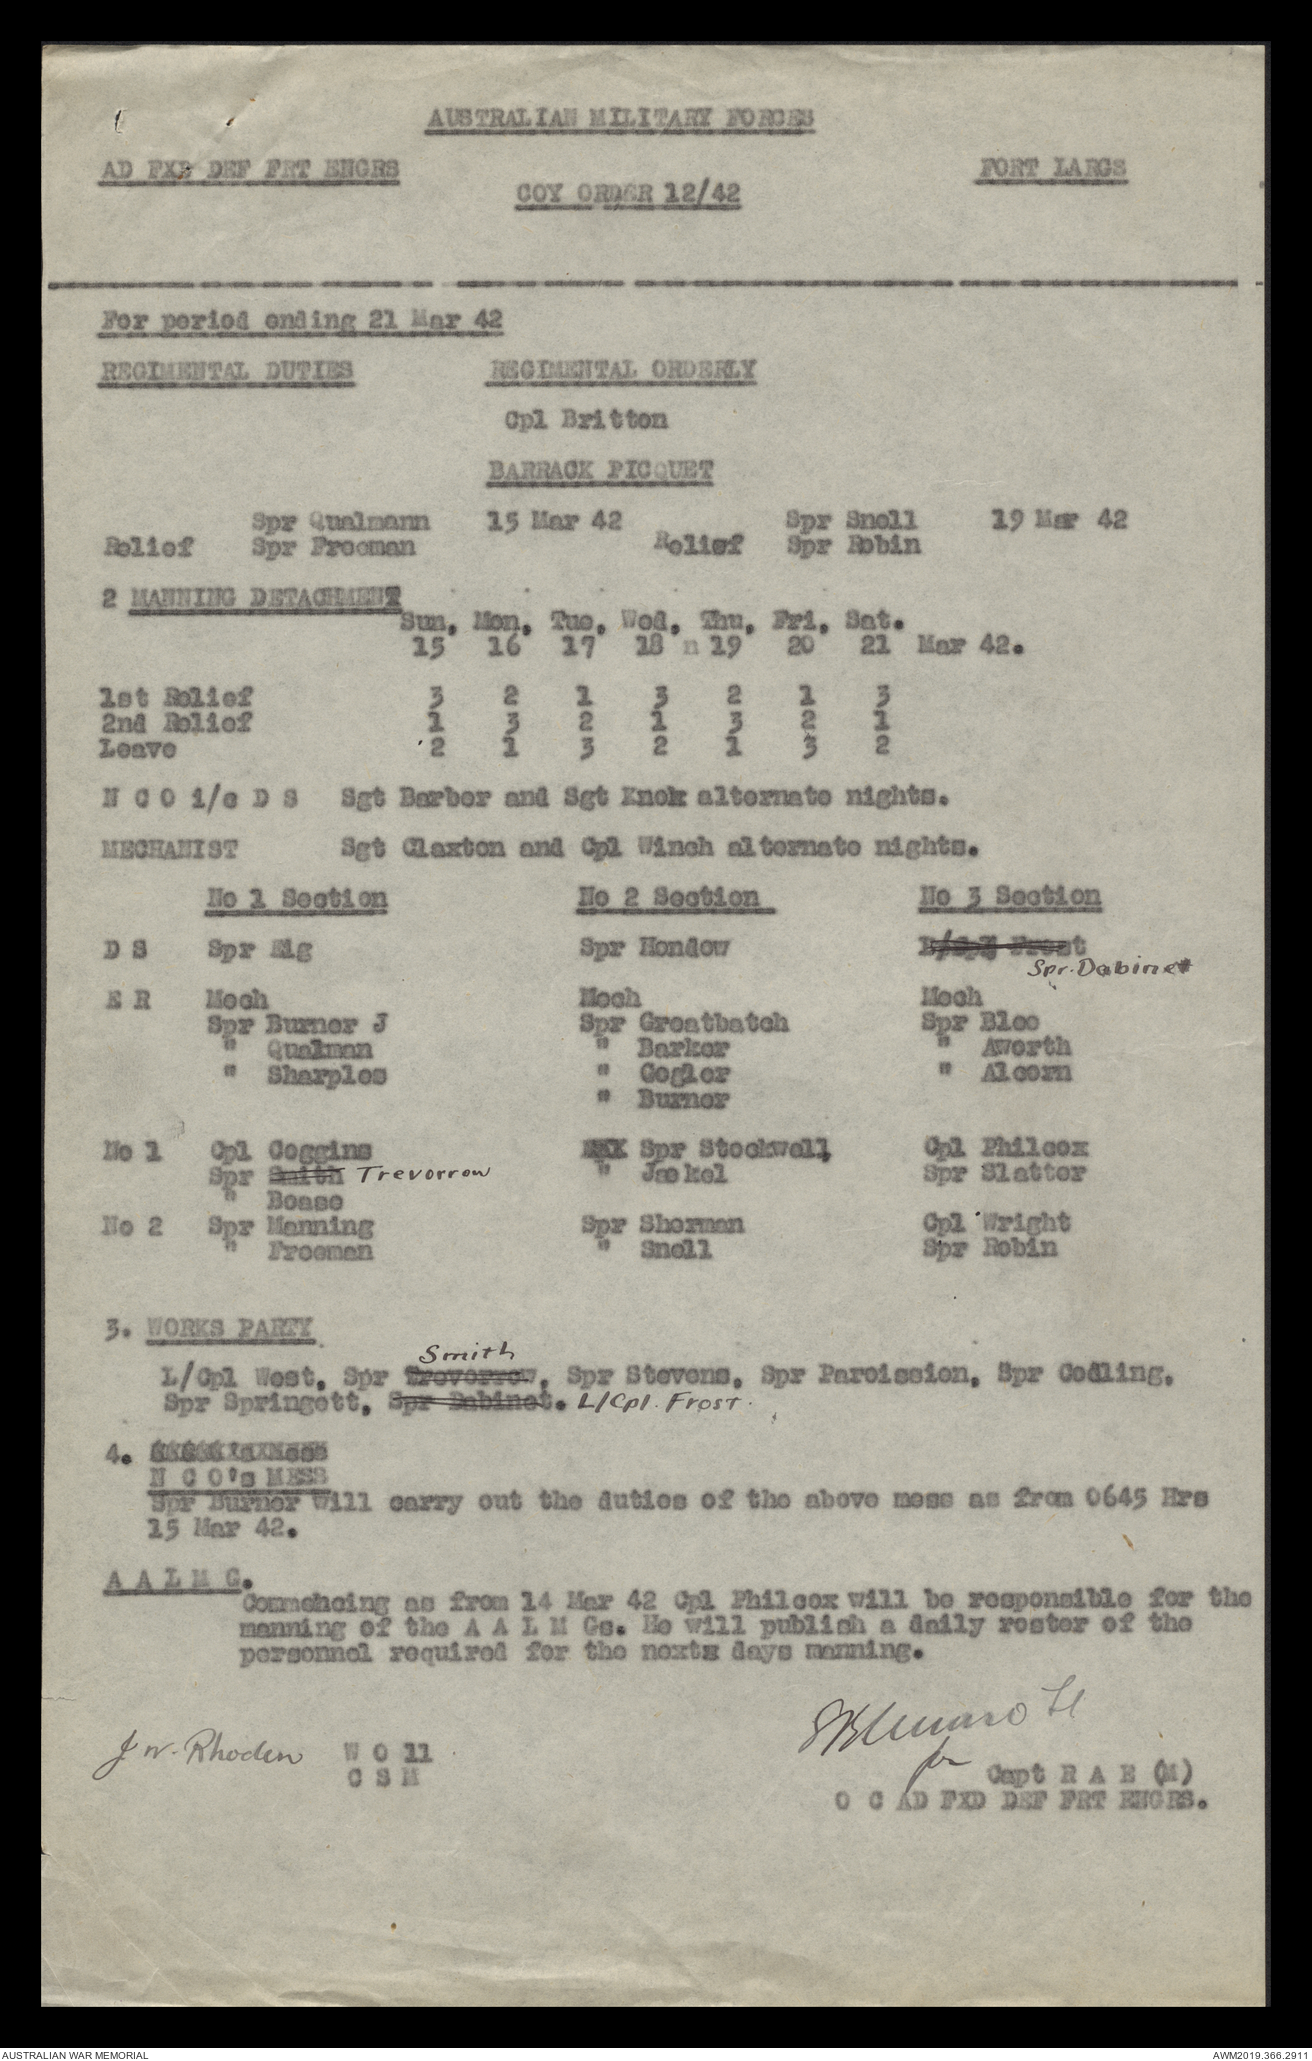 AUSTRALIAN MILITARY FORCES
AD FXD DEF FRT ENGRS FORT LARGS
COY ORDER 12/42
For period ending 21 Mar 42
REGIMENTAL DUTIES REGIMENTAL ORDERLY
Cpl Britton
BARRACK PICQUET
Spr Qualmann 15 Mar 42 Spr Snell 19 Mar 42
Relief Spr Freeman Relief Spr Robin
2 MANNING DETACHMENT
Sun, Mon, Tue, Wed, Thu, Fri, Sat.
15 16 17 18 n 19 20 21 Mar 42.
1st Relief 3 2 1 3 2 1 3
2nd Relief 1 3 2 1 3 2 1
Leave 2 1 3 2 1 3 2
N C O i/c D S Sgt Barber and Sgt Knok alternate nights.
MECHANIST Sgt Claxton and Cpl Winch alternate nights.
No 1 Section No 2 Section No 3 Section
D S Spr Eig Spr Hondow Frost
Spr. Dabinet
E R Mech Mech Mech
Spr Burner J Spr Greatbatch Spr Blee
" Qualman " Barker " Aworth
" Sharples " Gogler " Alcorn
" Burner
No 1 Cpl Coggins Spr Stockwell, Cpl Philcox
Spr Smith Trevorrow " Jaekel Spr Slatter
" Boase
No 2 Spr Manning Spr Sherman Cpl Wright
" Freeman " Snell Spr Robin
3. WORKS PARTY
Smith
L/Cpl West, Spr Trevorrow, Spr Stevens, Spr Paroission, Spr Codling,
Spr Springett, Spr Dabinet. L/Cpl. Frost.
4.
N C O's MESS
Spr Burner will carry out the duties of the above mess as from 0645 Hrs
15 Mar 42.
A A L M G.
Commehcing as from 14 Mar 42 Cpl Philcox will be responsible for the
manning of the A A L M Gs. He will publish a daily roster of the
personnel required for the nexts days manning.
J W. Rhoden W O 11
C S M
Lt
for
Capt R A E (M)
O C AD FXD DEF FRT ENGRS.
AUSTRALIAN WAR MEMORIAL AWM2019.366.2911